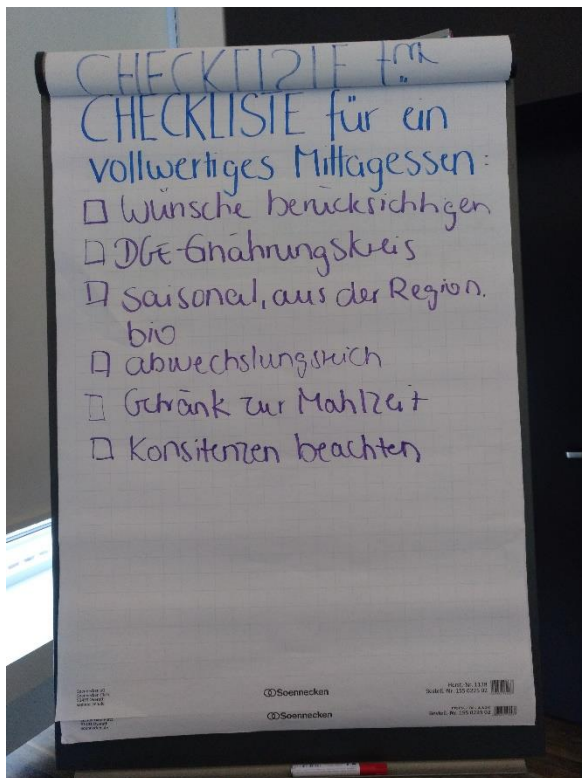 CHECKLISTE für
CHECKLISTE für ein
vollwertiges Mittagessen:
Wünsche berücksichtigen
DGE-Ernährungskreis
saisonal, aus der Region,
bio
abwechslungsreich
Getränk zur Mahlzeit
Konsitenzen beachten
Soennecken
Soennecken